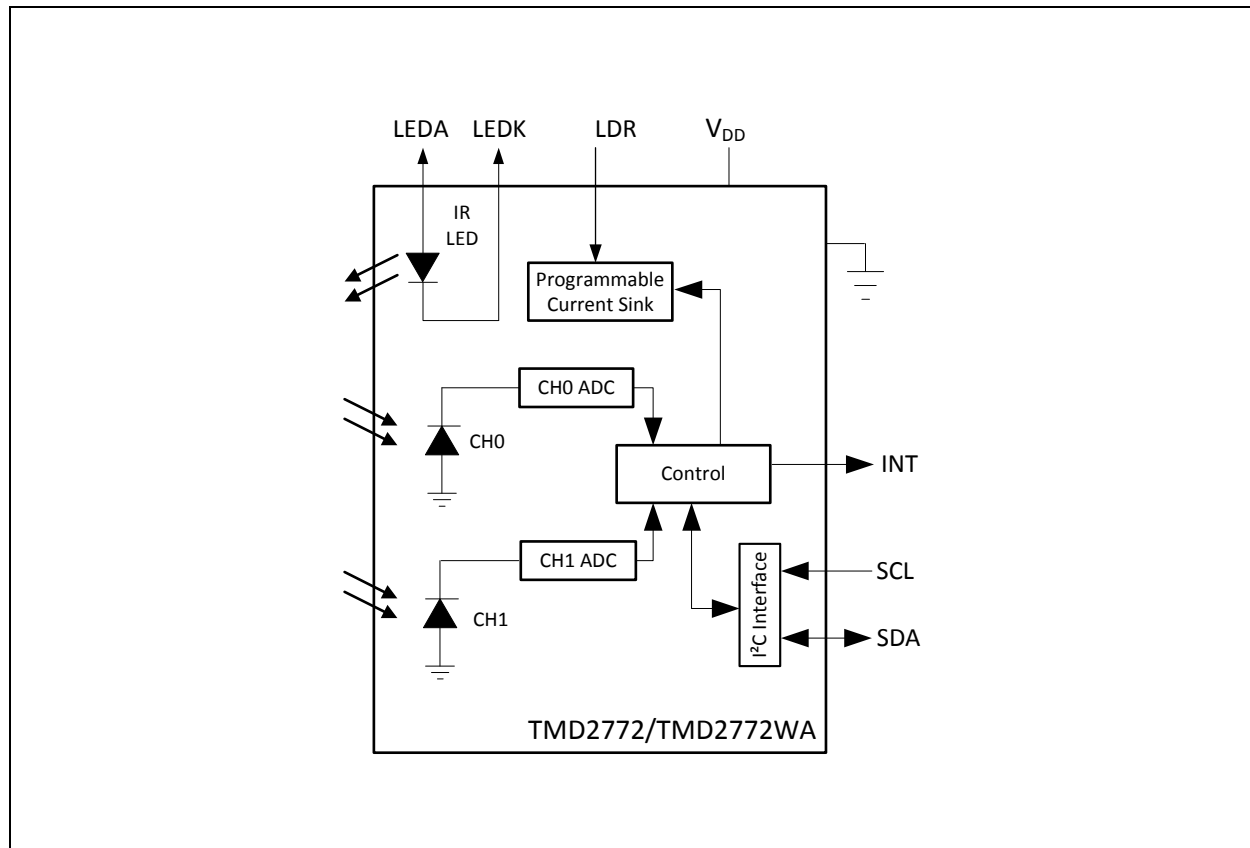 LEDA
LEDK
LDR
VDD
IR
LED
Programmable
Current Sink
CH0 ADC
CH0
Control
INT
CH1 ADC
I²C Interface
SCL
CH1
SDA
TMD2772/TMD2772WA